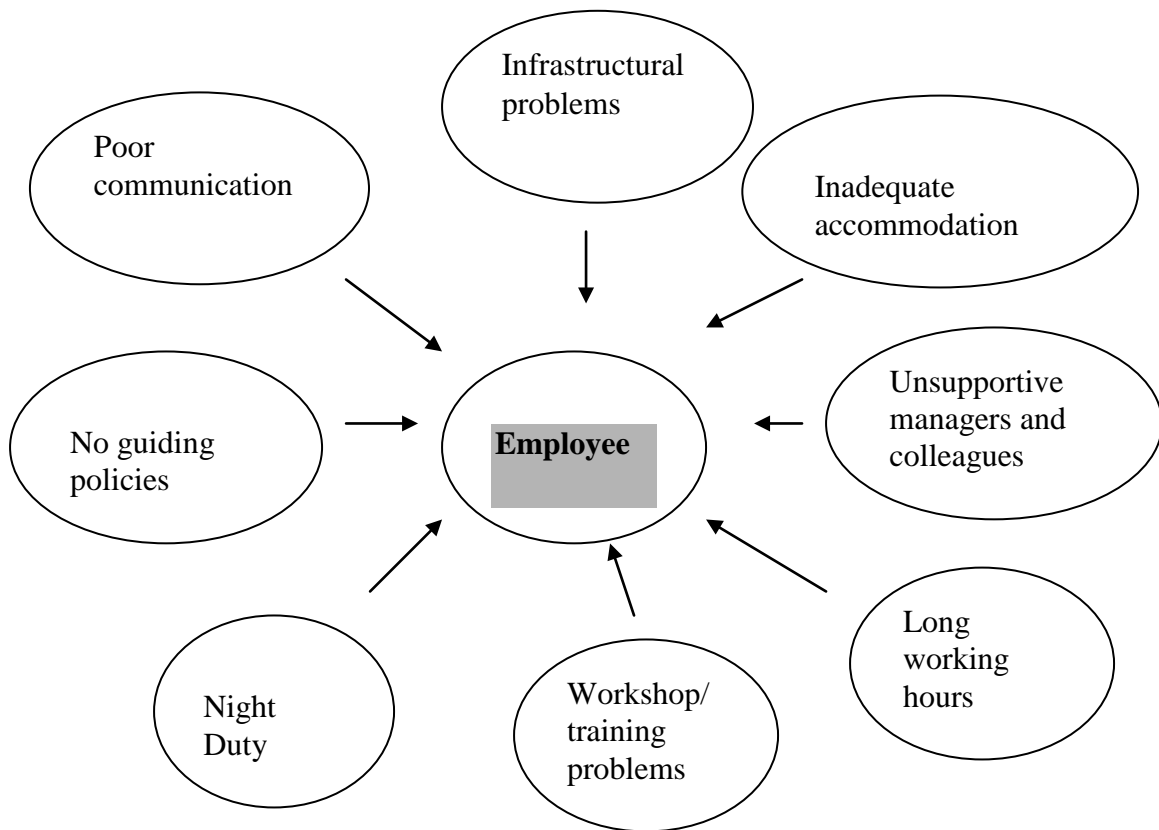 Infrastructural
problems
Poor
communication
Inadequate
accommodation
Unsupportive
managers and
colleagues
Employee
No guiding
policies
Long
working
hours
Workshop/
training
problems
Night
Duty